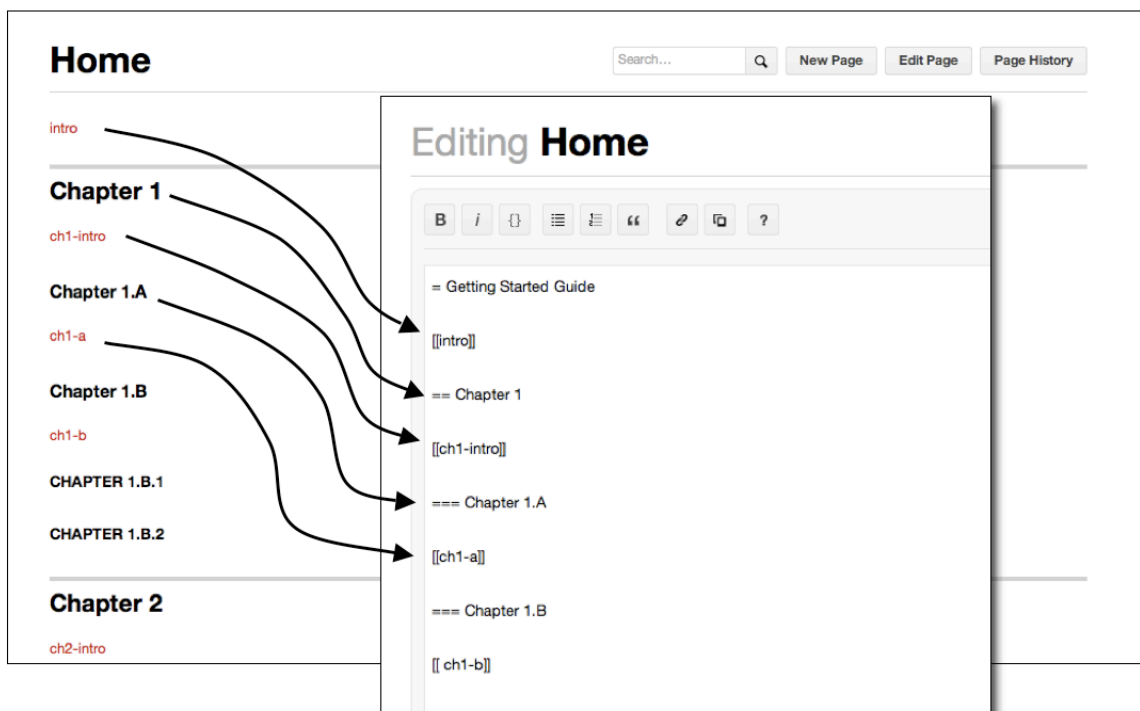 Home
Search...
New Page
Edit Page
Page History
intro
Chapter 1
ch1-intro
Chapter 1.A
ch1-a
Chapter 1.B
ch1-b
CHAPTER 1.B.1
CHAPTER 1.B.2
Chapter 2
ch2-intro
Editing Home
B i {} “ ?
= Getting Started Guide
[[intro]]
== Chapter 1
[[ch1-intro]]
=== Chapter 1.A
[[ch1-a]]
=== Chapter 1.B
[[ ch1-b]]